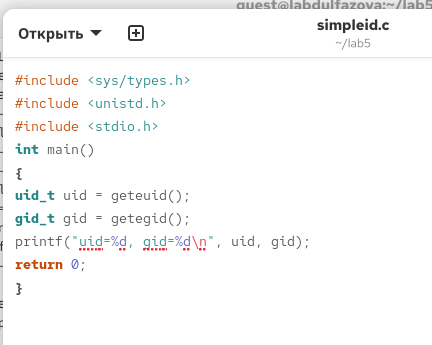 guest@labdulfazova:~/lab5
Открыть
simpleid.c
~/lab5
#include <sys/types.h>
#include <unistd.h>
#include <stdio.h>
int main()
{
uid_t uid = geteuid();
gid_t gid = getegid();
printf("uid=%d, gid=%d\n", uid, gid);
return 0;
}